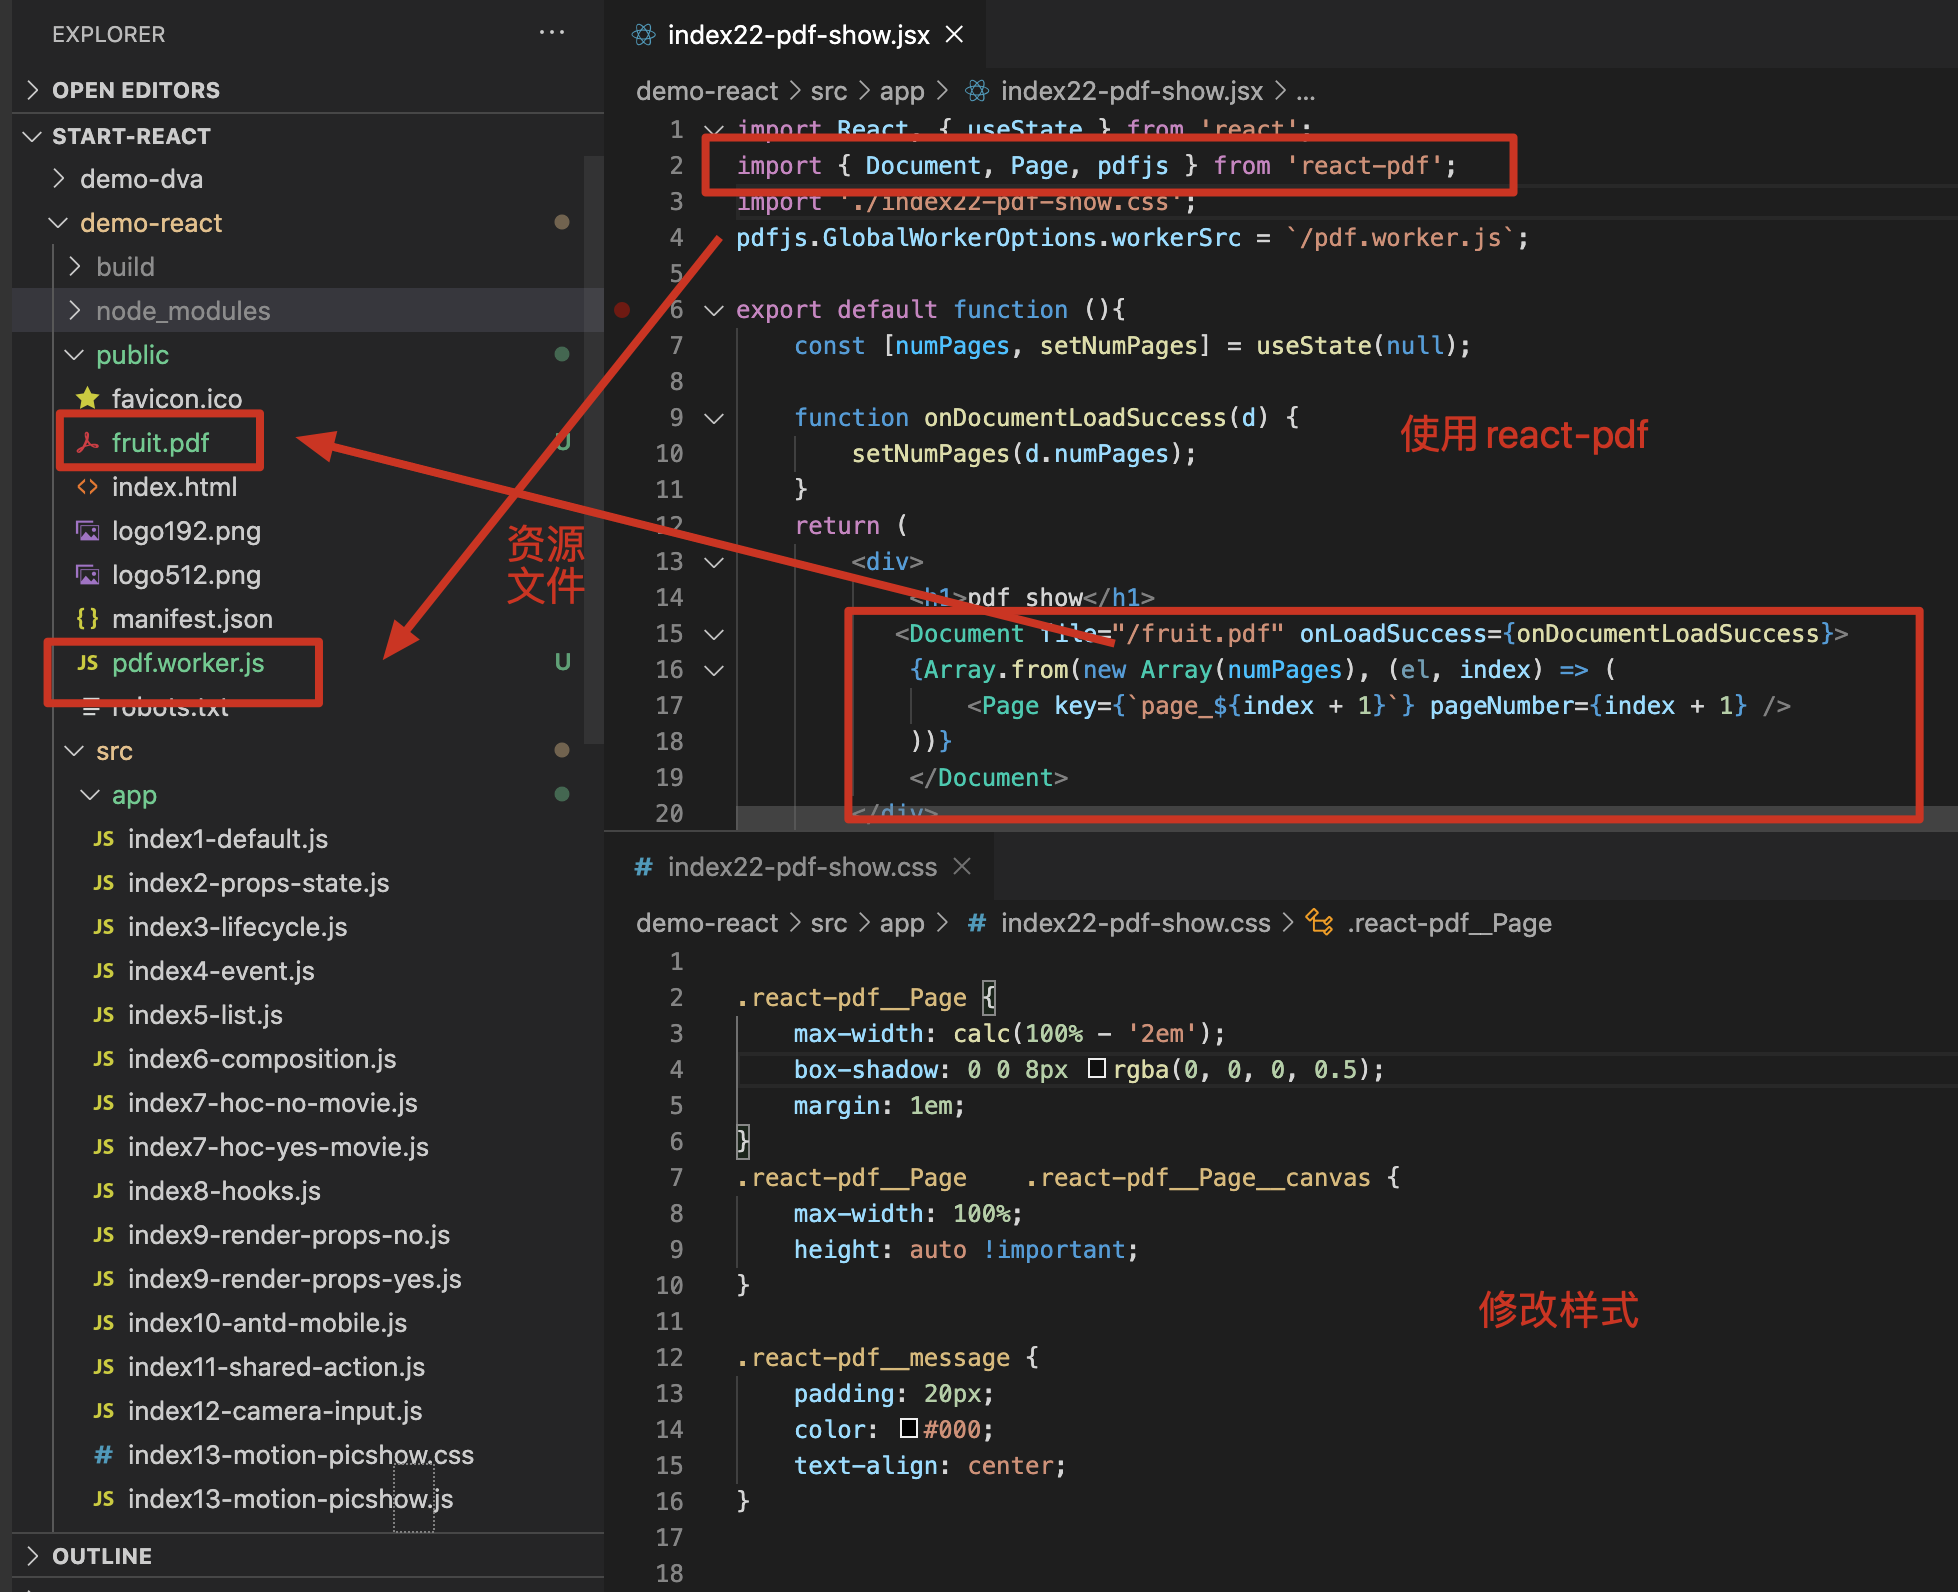 EXPLORER
...
OPEN EDITORS
START-REACT
demo-dva
demo-react
build
node_modules
public
favicon.ico
fruit.pdf U
index.html
logo192.png
logo512.png
manifest.json
pdf.worker.js U
robots.txt
src
app
index1-default.js
index2-props-state.js
index3-lifecycle.js
index4-event.js
index5-list.js
index6-composition.js
index7-hoc-no-movie.js
index7-hoc-yes-movie.js
index8-hooks.js
index9-render-props-no.js
index9-render-props-yes.js
index10-antd-mobile.js
index11-shared-action.js
index12-camera-input.js
index13-motion-picshow.css
index13-motion-picshow.js
OUTLINE
资源
文件
index22-pdf-show.jsx
demo-react > src > app > index22-pdf-show.jsx > ...
1 import React, { useState } from 'react';
2 import { Document, Page, pdfjs } from 'react-pdf';
3 import './index22-pdf-show.css';
4 pdfjs.GlobalWorkerOptions.workerSrc = `/pdf.worker.js`;
5
6 export default function (){
7 const [numPages, setNumPages] = useState(null);
8
9 function onDocumentLoadSuccess(d) {
10 setNumPages(d.numPages);
11 }
12 return (
13 <div>
14 <h1>pdf show</h1>
15 <Document file="/fruit.pdf" onLoadSuccess={onDocumentLoadSuccess}>
16 {Array.from(new Array(numPages), (el, index) => (
17 <Page key={`page_${index + 1}`} pageNumber={index + 1} />
18 ))}
19 </Document>
20 </div>
使用 react-pdf
index22-pdf-show.css
demo-react > src > app > # index22-pdf-show.css > .react-pdf__Page
1
2 .react-pdf__Page {
3 max-width: calc(100% - '2em');
4 box-shadow: 0 0 8px rgba(0, 0, 0, 0.5);
5 margin: 1em;
6 }
7 .react-pdf__Page .react-pdf__Page__canvas {
8 max-width: 100%;
9 height: auto !important;
10 }
11
12 .react-pdf__message {
13 padding: 20px;
14 color: #000;
15 text-align: center;
16 }
17
18
修改样式